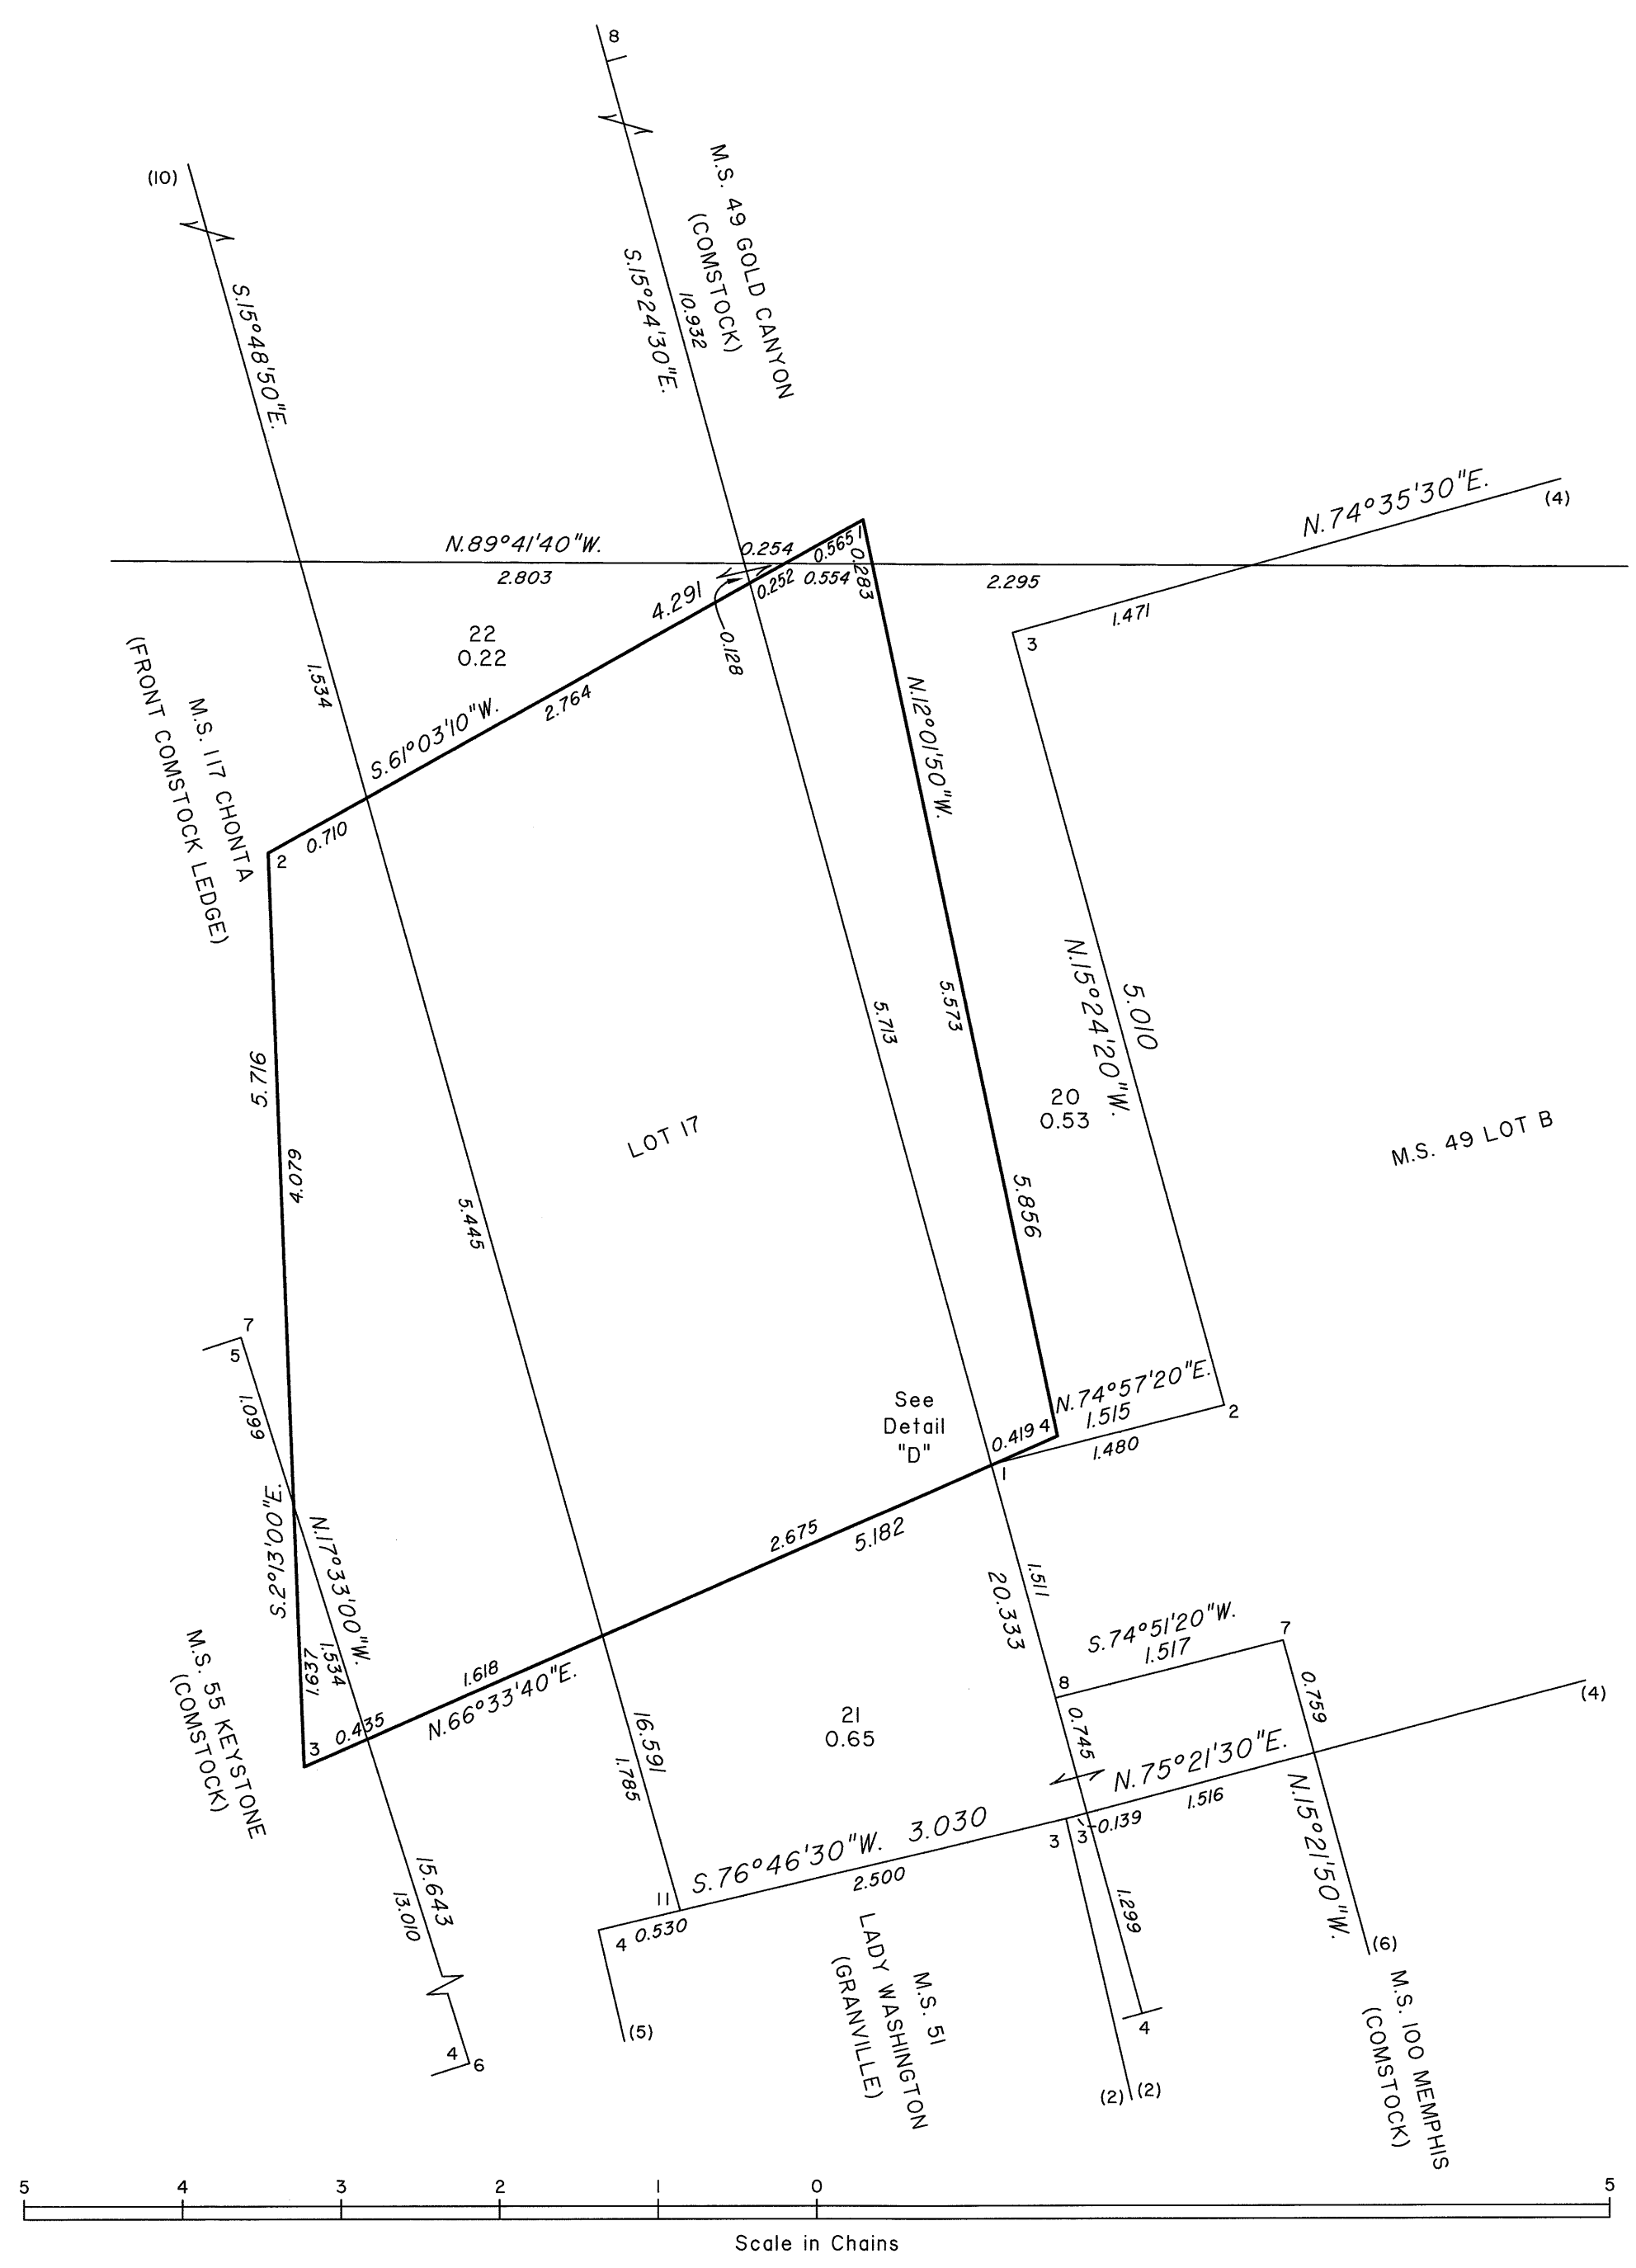 8
(10)
M.S. 49 GOLD CANYON
(COMSTOCK)
S.15°48'50"E.
S.15°24'30"E.
10.932
N.74°35'30"E.
(4)
N.89°41'40"W.
0.254
0.565
1
0.283
2.803
4.291
0.252
0.554
2.295
1.471
3
22
0.22
0.128
1.534
M.S. 117 CHONTA
(FRONT COMSTOCK LEDGE)
S.61°03'10"W.
2.764
N.12°01'50"W.
0.710
2
5.713
5.573
N.15°24'20"W.
5.010
5.716
20
0.53
LOT 17
M.S. 49 LOT B
4.079
5.445
5.856
7
5
1.099
See
Detail
"D"
N.74°57'20"E.
1.515
0.419
4
1.480
2
1
S.2°13'00"E.
N.17°33'00"W.
2.675
5.182
1.511
20.333
1.637
1.534
S.74°51'20"W.
1.517
7
M.S. 55 KEYSTONE
(COMSTOCK)
1.618
N.66°33'40"E.
3
0.435
8
0.759
(4)
16.591
1.785
21
0.65
0.745
N.75°21'30"E.
1.516
N.15°21'50"W.
S.76°46'30"W. 3.030
2.500
3
3
0.139
15.643
13.010
11
4
0.530
1.299
(6)
LADY WASHINGTON
M.S. 51
(GRANVILLE)
M.S. 100 MEMPHIS
(COMSTOCK)
(5)
4
4
6
(2)
(2)
5 4 3 2 1 0 5
Scale in Chains